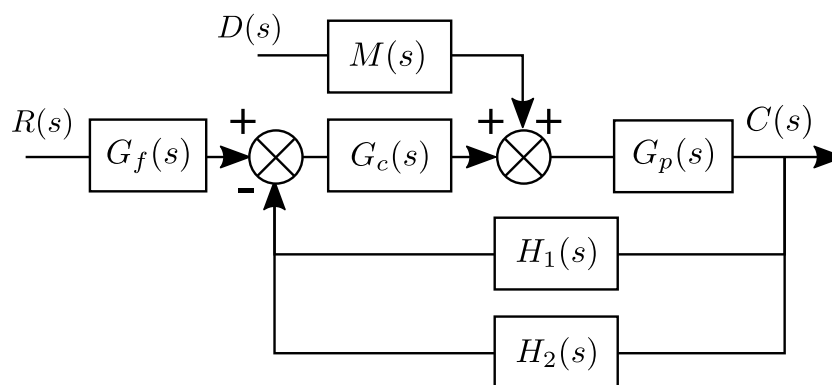 D(s)
M(s)
R(s)
+
+ +
C(s)
G_f(s)
G_c(s)
G_p(s)
-
H_1(s)
H_2(s)